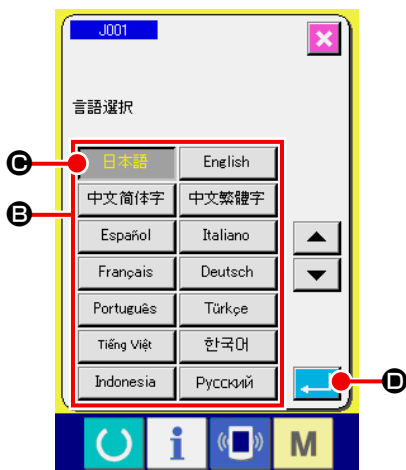 J001
言語選択
日本語 English
中文简体字 中文繁體字
Español Italiano
Français Deutsch
Português Türkçe
Tiếng Việt 한국어
Indonesia Русский
C
B
D
i
M